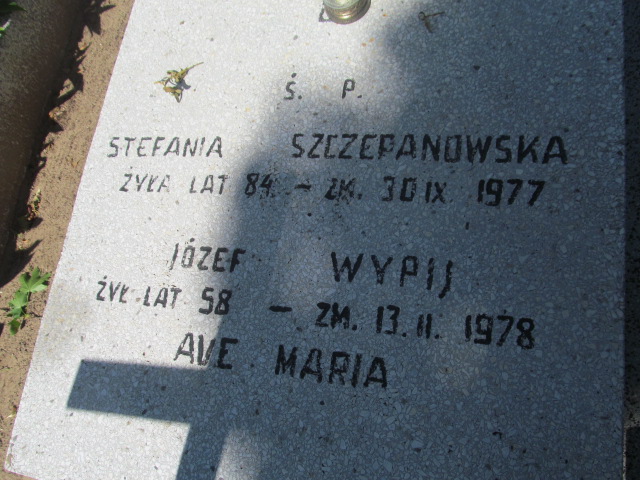 Ś. P.
STEFANIA SZCZEPANOWSKA
ŻYŁA LAT 84 - ZM. 30 IX 1977
JÓZEF WYPIJ
ŻYŁ LAT 58 - ZM. 13. II. 1978
AVE MARIA